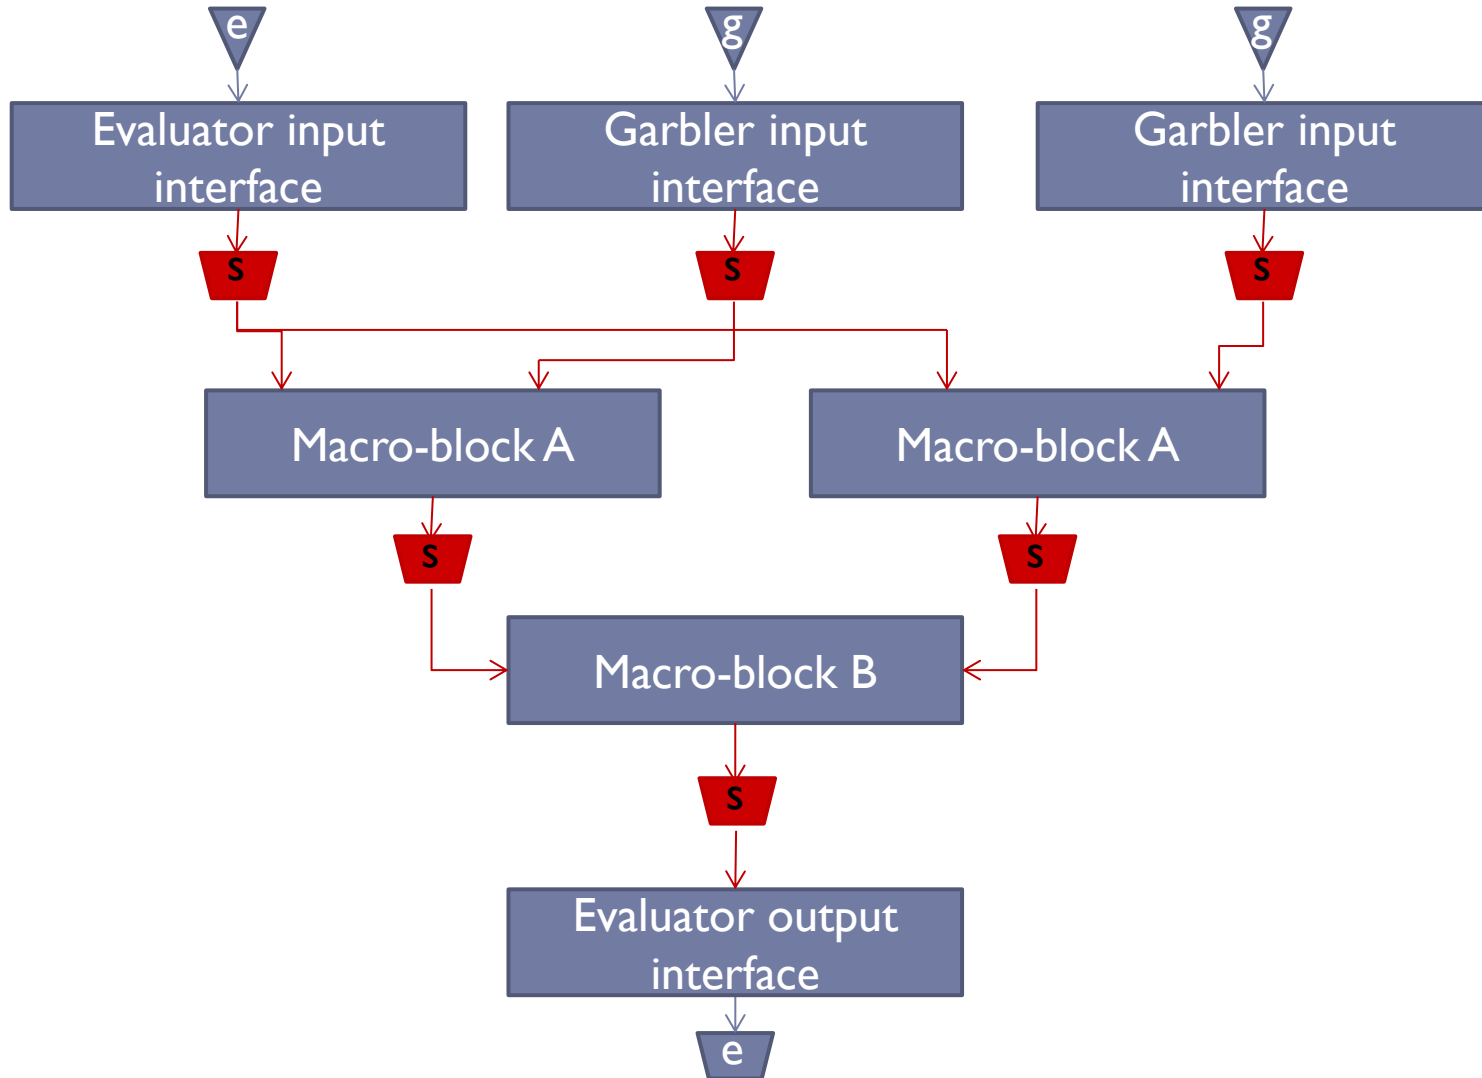 e
g
g
Evaluator input
interface
Garbler input
interface
Garbler input
interface
S
S
S
Macro-block A
Macro-block A
S
S
Macro-block B
S
Evaluator output
interface
e